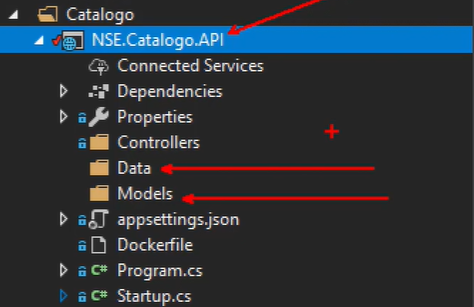 Catalogo
NSE.Catalogo.API
Connected Services
Dependencies
Properties
Controllers
Data
Models
appsettings.json
Dockerfile
C# Program.cs
C# Startup.cs